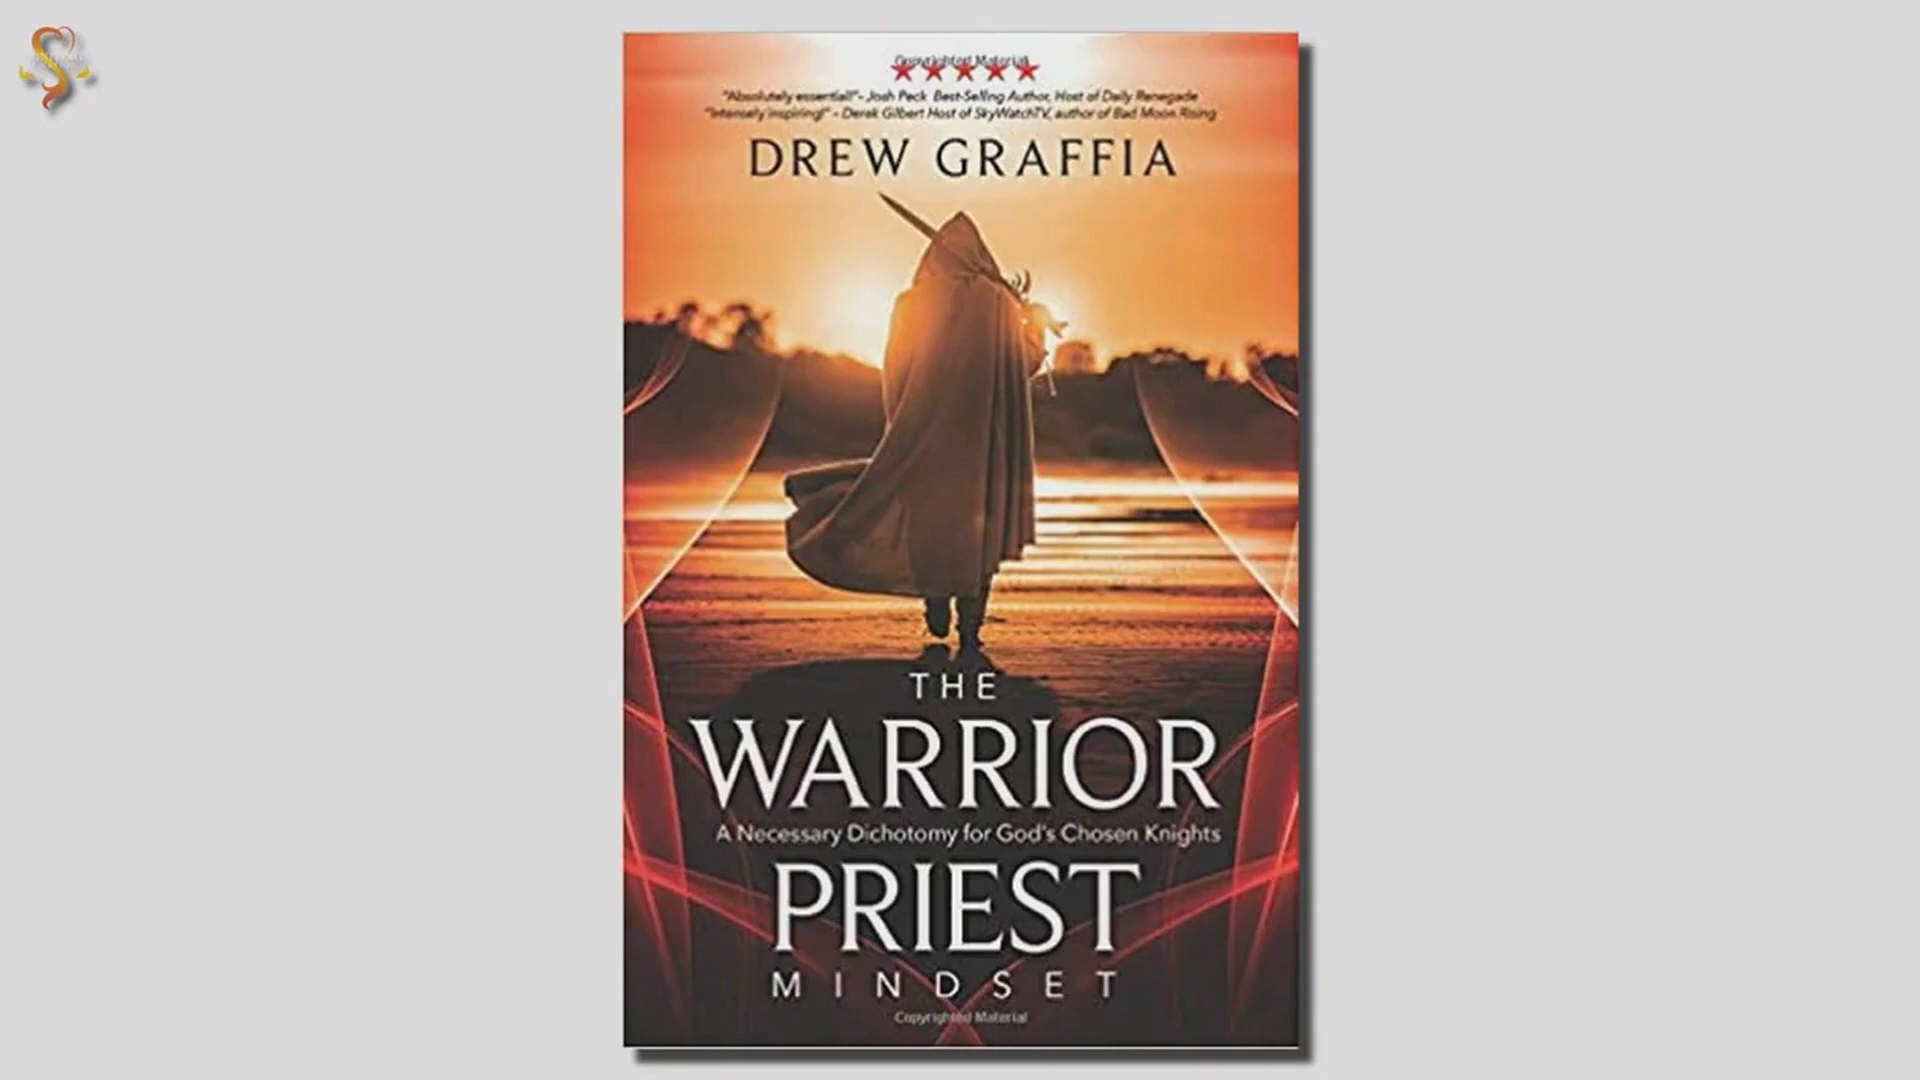 Copyrighted Material
"Absolutely essential!"- Josh Peck Best-Selling Author, Host of Daily Renegade
"Intensely inspiring!" - Derek Gilbert Host of SkyWatchTV, author of Bad Moon Rising
DREW GRAFFIA
THE
WARRIOR
A Necessary Dichotomy for God's Chosen Knights
PRIEST
MINDSET
Copyrighted Material